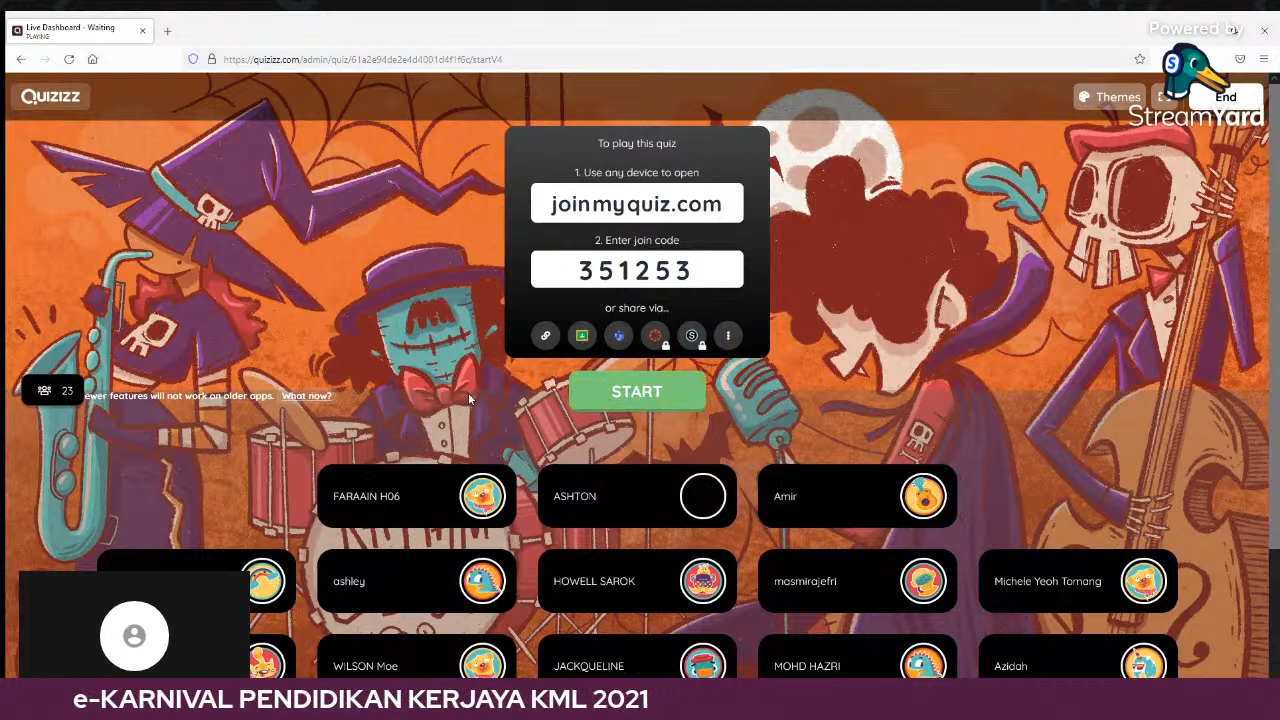 Live Dashboard - Waiting
PLAYING
Powered by
https://quizizz.com/admin/quiz/
QUIZIZZ
Themes
End
StreamYard
To play this quiz
1. Use any device to open
joinmyquiz.com
2. Enter join code
351253
or share via...
23
ewer features will not work on older apps. What now?
START
FARAAIN H06
ASHTON
Amir
ashley
HOWELL SAROK
masmirajefri
Michele Yeoh Tomang
WILSON Moe
JACKQUELINE
MOHD HAZRI
Azidah
e-KARNIVAL PENDIDIKAN KERJAYA KML 2021